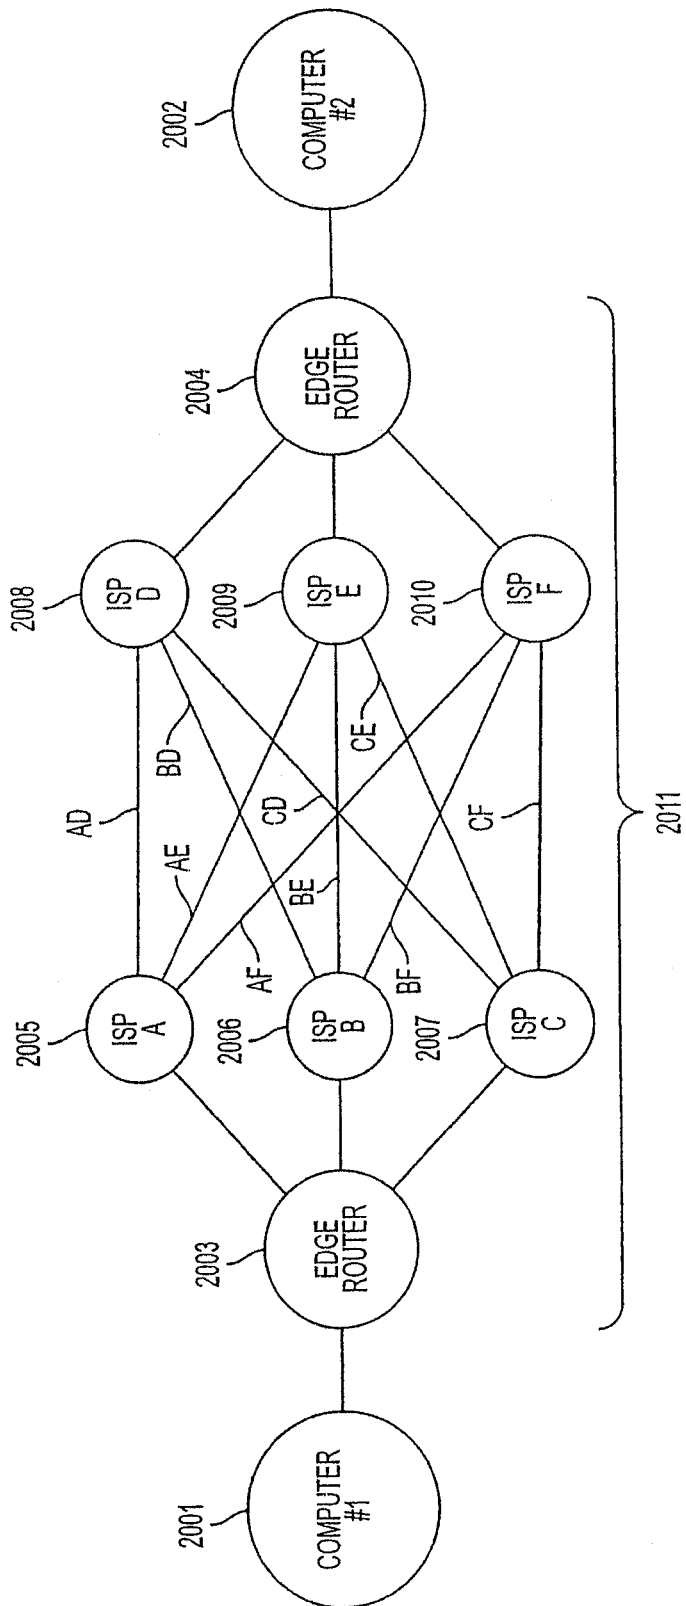 2001
COMPUTER
#1
2003
EDGE
ROUTER
2005
ISP
A
2006
ISP
B
2007
ISP
C
AD
AE
BD
AF
CD
BE
CE
BF
CF
2008
ISP
D
2009
ISP
E
2010
ISP
F
2004
EDGE
ROUTER
2002
COMPUTER
#2
2011